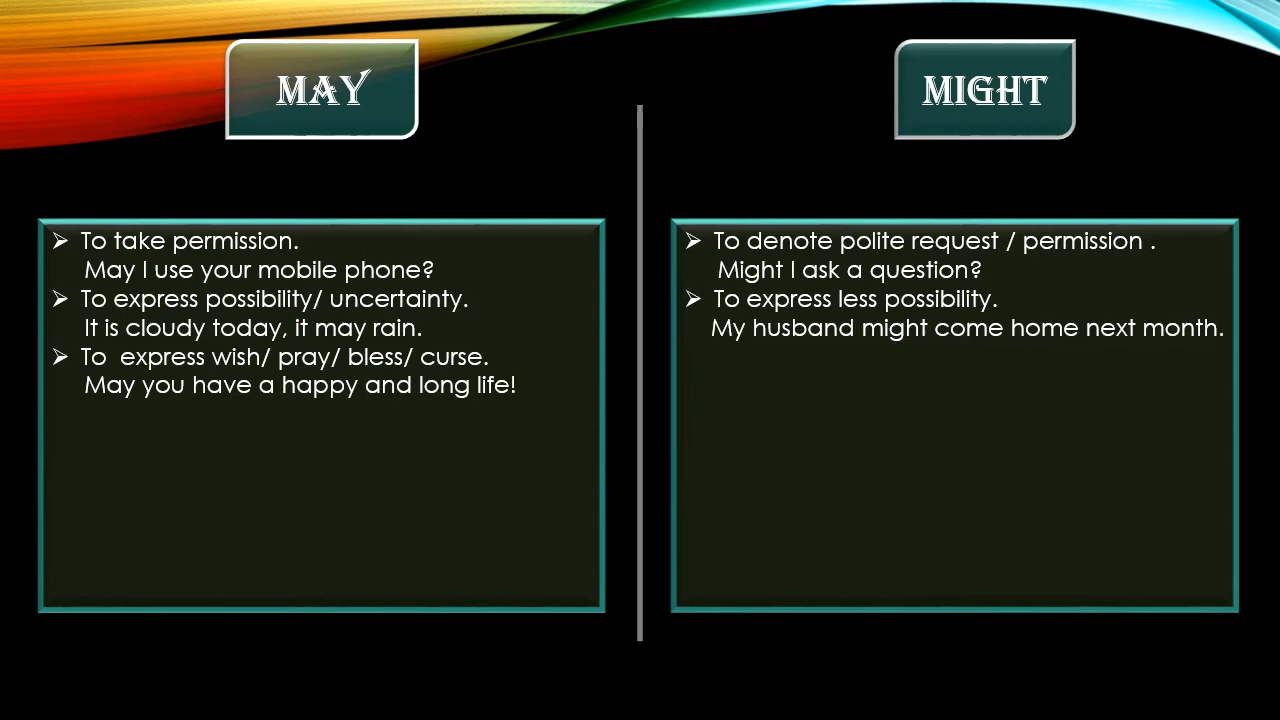 MAY
➢ To take permission.
May I use your mobile phone?
➢ To express possibility/ uncertainty.
It is cloudy today, it may rain.
➢ To  express wish/ pray/ bless/ curse.
May you have a happy and long life!
MIGHT
➢ To denote polite request / permission .
Might I ask a question?
➢ To express less possibility.
My husband might come home next month.